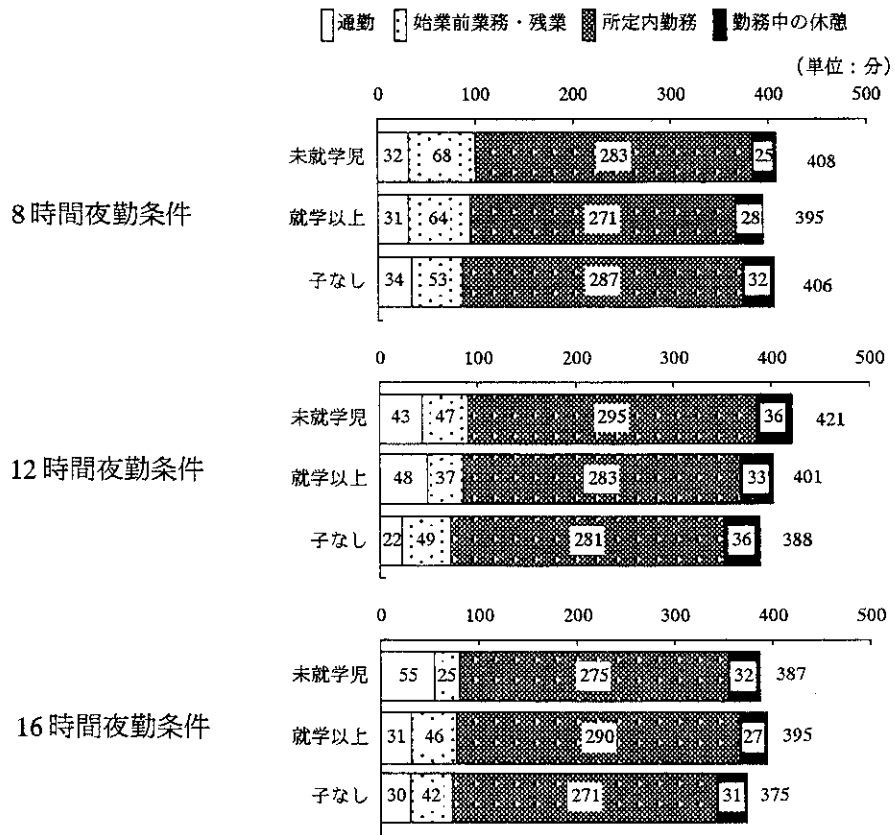 通勤 始業前業務・残業 所定内勤務 勤務中の休憩
(単位：分)
0 100 200 300 400 500
未就学児 32 68 283 25 408
8時間夜勤条件 就学以上 31 64 271 28 395
子なし 34 53 287 32 406
0 100 200 300 400 500
未就学児 43 47 295 36 421
12時間夜勤条件 就学以上 48 37 283 33 401
子なし 22 49 281 36 388
0 100 200 300 400 500
未就学児 55 25 275 32 387
16時間夜勤条件 就学以上 31 46 290 27 395
子なし 30 42 271 31 375